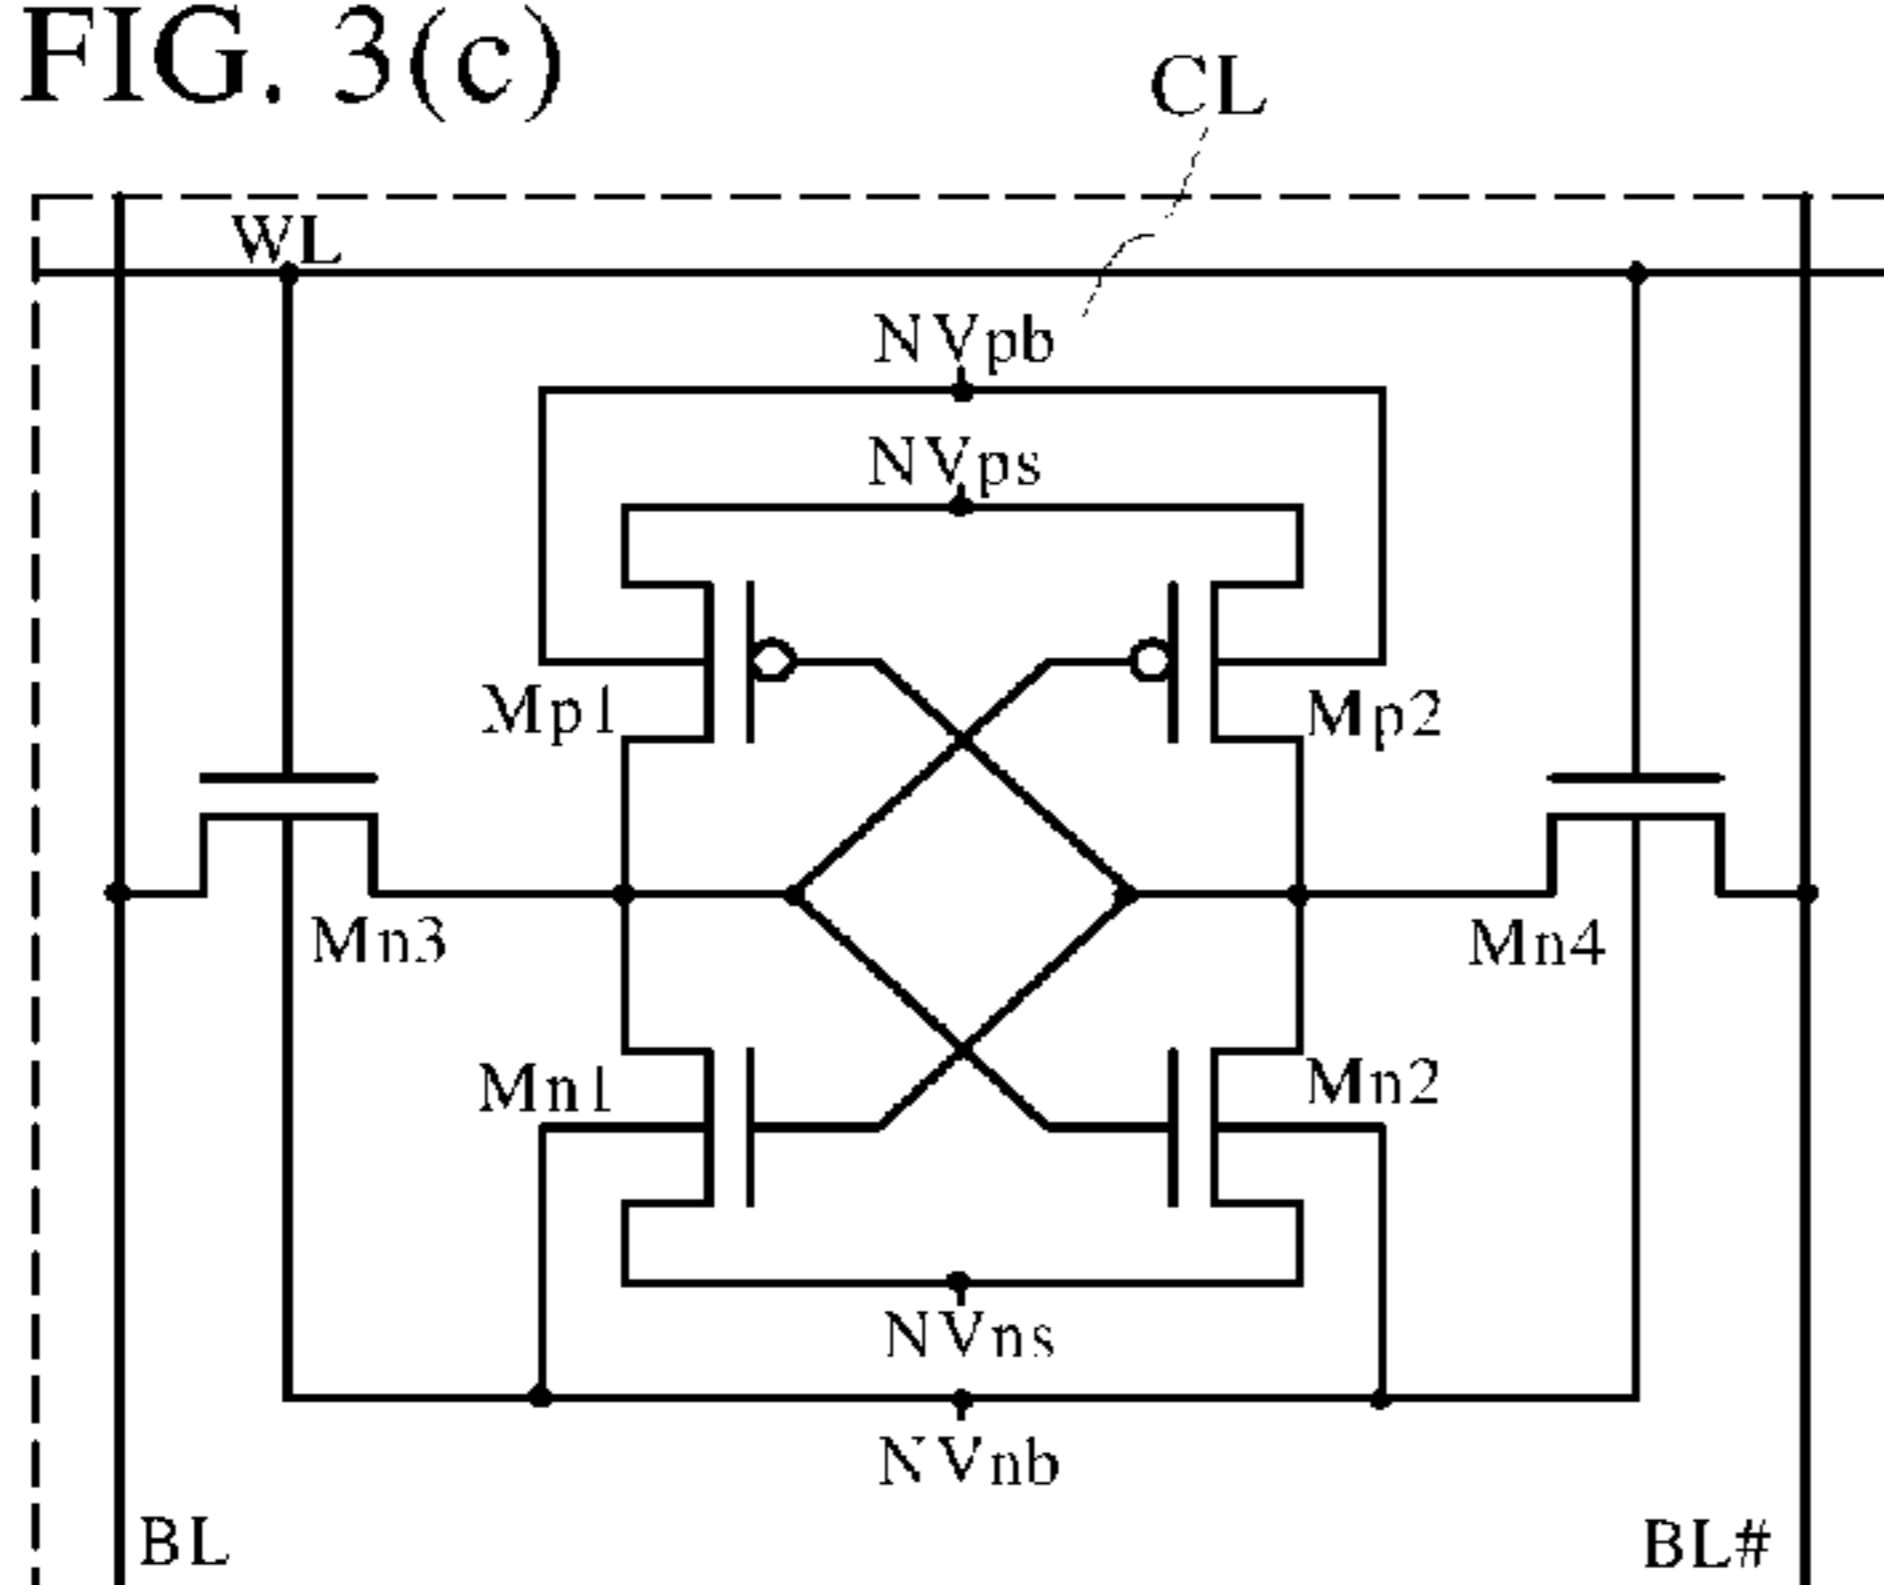 FIG. 3(c)
CL
WL
NVpb
NVps
Mp1
Mp2
Mn3
Mn4
Mn1
Mn2
NVns
NVnb
BL
BL#